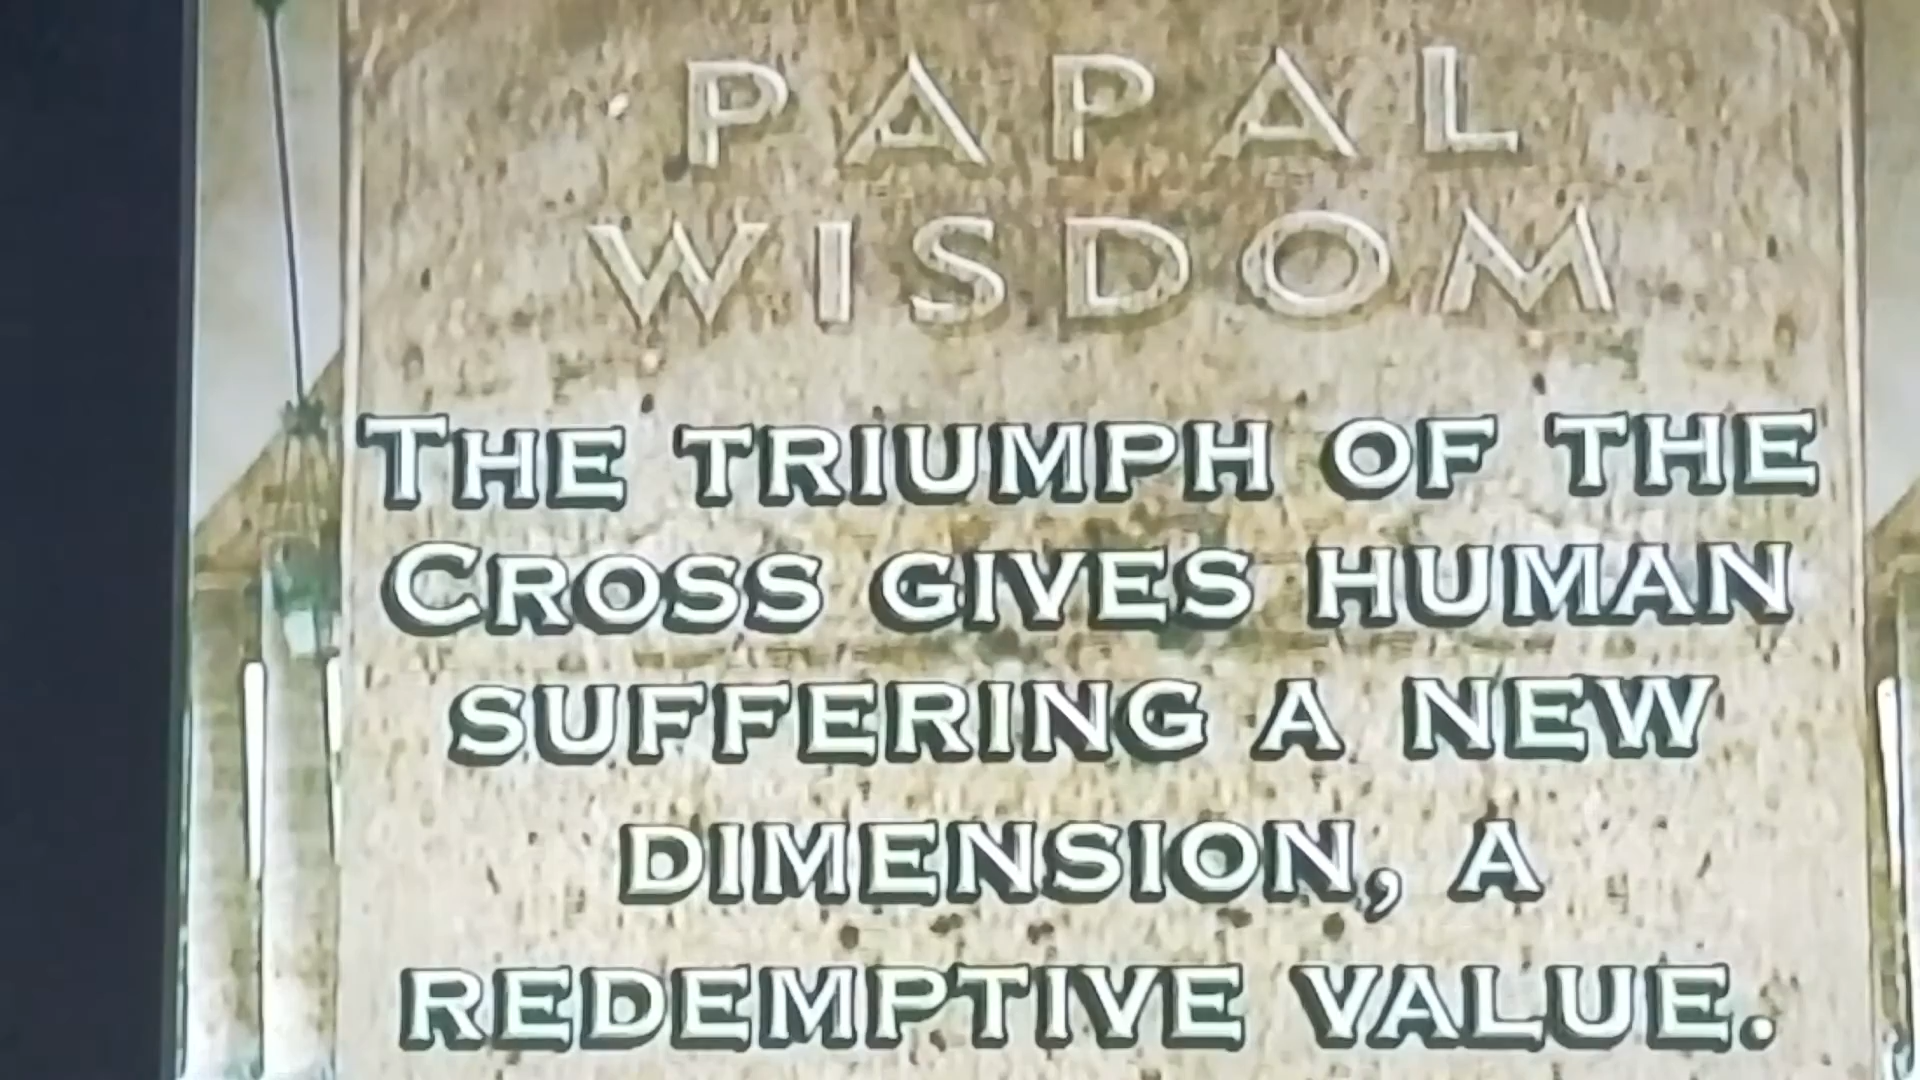 PAPAL
WISDOM
THE TRIUMPH OF THE
CROSS GIVES HUMAN
SUFFERING A NEW
DIMENSION, A
REDEMPTIVE VALUE.